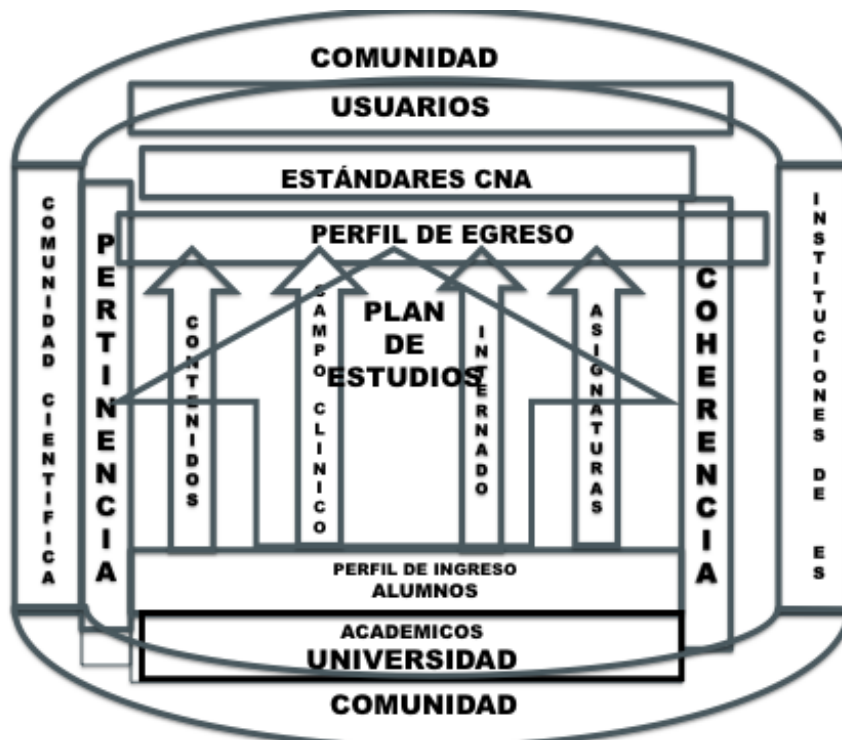 COMUNIDAD
USUARIOS
ESTÁNDARES CNA
PERFIL DE EGRESO
COMUNIDAD CIENTIFICA
PERTINENCIA
CONTENIDOS
CAMPO CLINICO
PLAN
DE
ESTUDIOS
INTERNADO
ASIGNATURAS
COHERENCIA
INSTITUCIONES DE ES
PERFIL DE INGRESO
ALUMNOS
ACADEMICOS
UNIVERSIDAD
COMUNIDAD